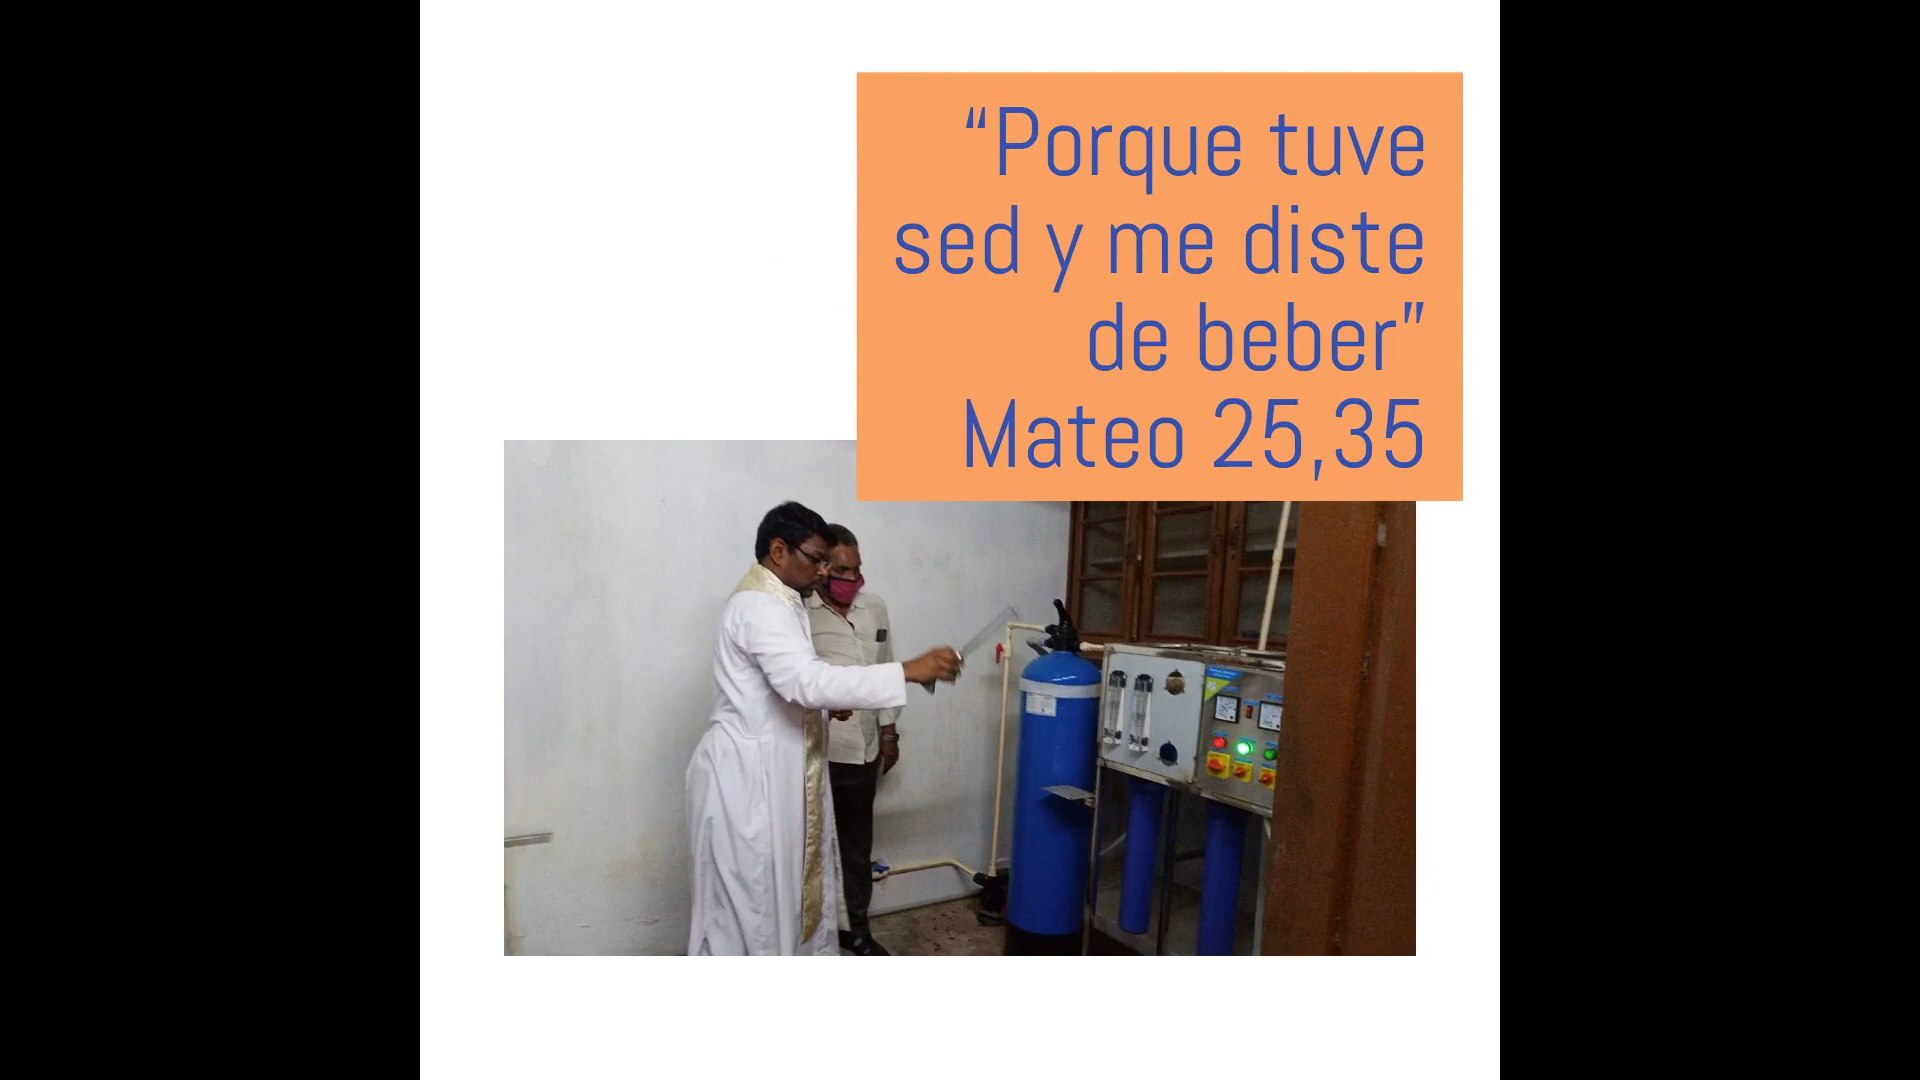 “Porque tuve
sed y me diste
de beber”
Mateo 25,35